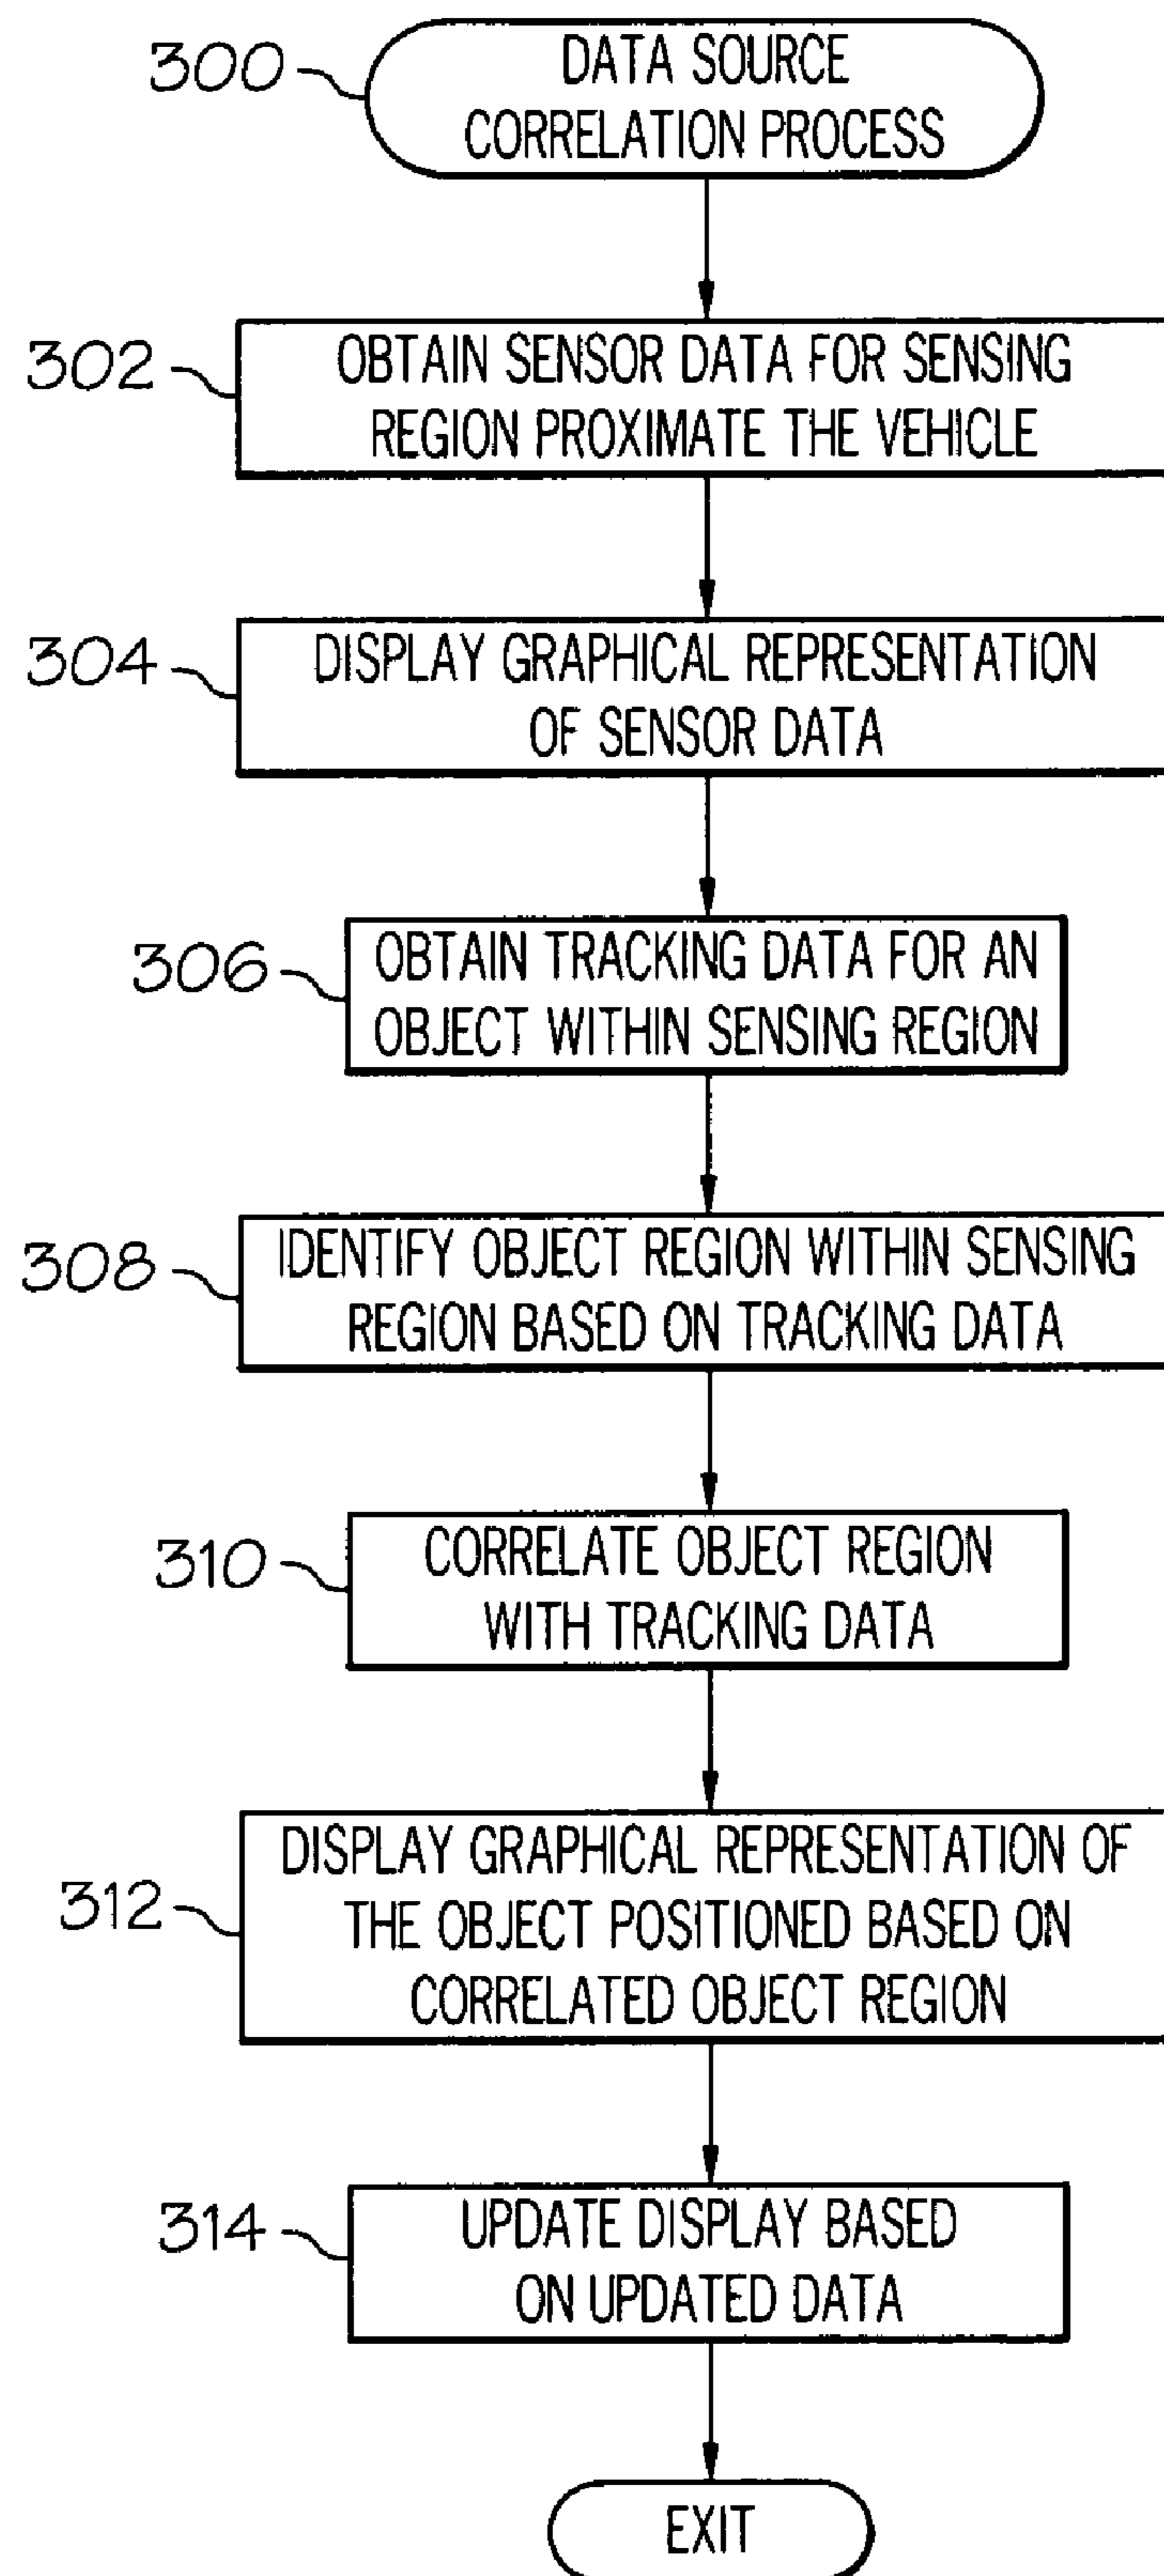 300
DATA SOURCE
CORRELATION PROCESS
302
OBTAIN SENSOR DATA FOR SENSING
REGION PROXIMATE THE VEHICLE
304
DISPLAY GRAPHICAL REPRESENTATION
OF SENSOR DATA
306
OBTAIN TRACKING DATA FOR AN
OBJECT WITHIN SENSING REGION
308
IDENTIFY OBJECT REGION WITHIN SENSING
REGION BASED ON TRACKING DATA
310
CORRELATE OBJECT REGION
WITH TRACKING DATA
312
DISPLAY GRAPHICAL REPRESENTATION OF
THE OBJECT POSITIONED BASED ON
CORRELATED OBJECT REGION
314
UPDATE DISPLAY BASED
ON UPDATED DATA
EXIT